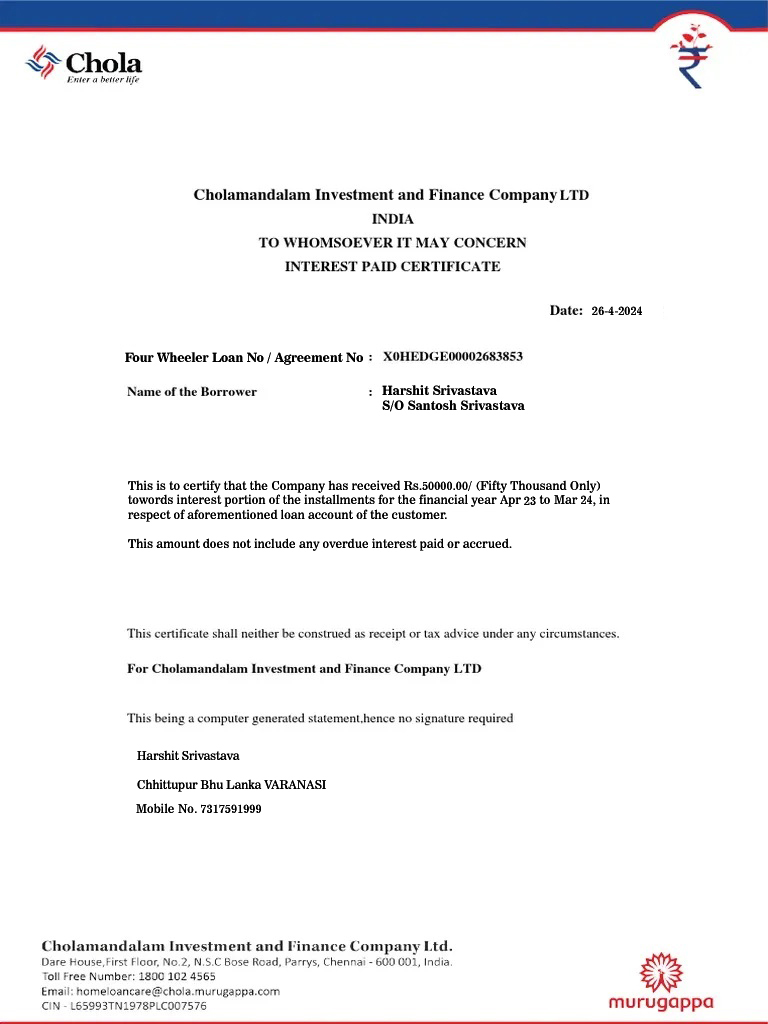 Chola
Enter a better life
Cholamandalam Investment and Finance Company LTD
INDIA
TO WHOMSOEVER IT MAY CONCERN
INTEREST PAID CERTIFICATE
Date: 26-4-2024
Four Wheeler Loan No / Agreement No : X0HEDGE00002683853
Name of the Borrower : Harshit Srivastava
S/O Santosh Srivastava
This is to certify that the Company has received Rs.50000.00/ (Fifty Thousand Only)
towards interest portion of the installments for the financial year Apr 23 to Mar 24, in
respect of aforementioned loan account of the customer.
This amount does not include any overdue interest paid or accrued.
This certificate shall neither be construed as receipt or tax advice under any circumstances.
For Cholamandalam Investment and Finance Company LTD
This being a computer generated statement,hence no signature required
Harshit Srivastava
Chhittupur Bhu Lanka VARANASI
Mobile No. 7317591999
Cholamandalam Investment and Finance Company Ltd.
Dare House,First Floor, No.2, N.S.C Bose Road, Parrys, Chennai - 600 001, India.
Toll Free Number: 1800 102 4565
Email: homeloancare@chola.murugappa.com
CIN - L65993TN1978PLC007576
murugappa